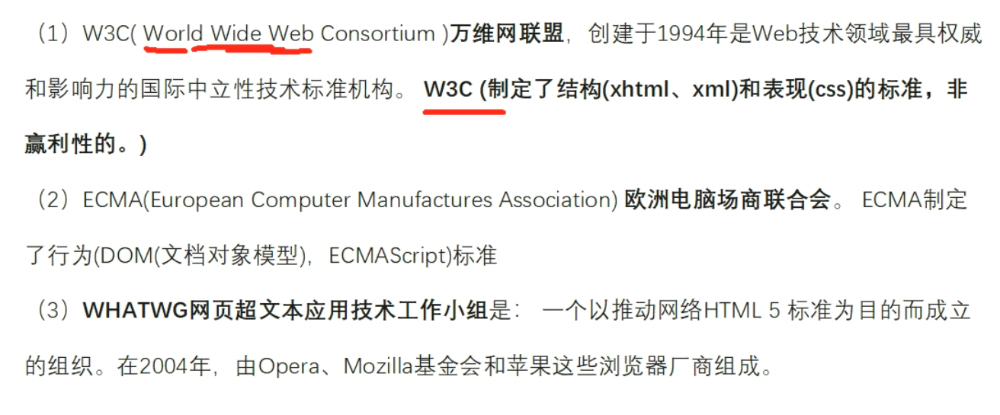 （1）W3C( World Wide Web Consortium )万维网联盟，创建于1994年是Web技术领域最具权威
和影响力的国际中立性技术标准机构。 W3C (制定了结构(xhtml、xml)和表现(css)的标准，非
赢利性的。)
（2）ECMA(European Computer Manufactures Association) 欧洲电脑场商联合会。 ECMA制定
了行为(DOM(文档对象模型)，ECMAScript)标准
（3）WHATWG网页超文本应用技术工作小组是： 一个以推动网络HTML 5 标准为目的而成立
的组织。在2004年，由Opera、Mozilla基金会和苹果这些浏览器厂商组成。